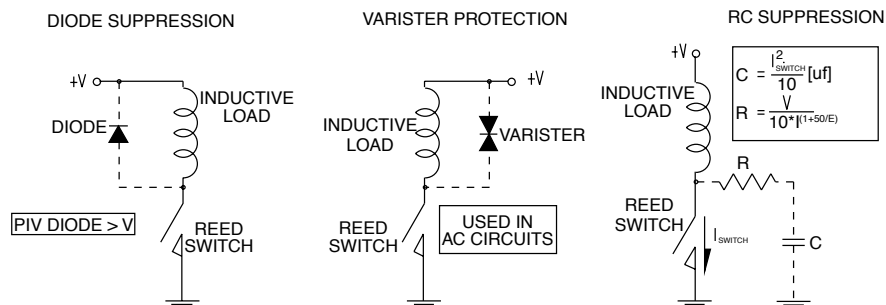 DIODE SUPPRESSION
+V
INDUCTIVE
LOAD
DIODE
PIV DIODE > V
REED
SWITCH
VARISTER PROTECTION
+V
INDUCTIVE
LOAD
VARISTER
REED
SWITCH
USED IN
AC CIRCUITS
RC SUPPRESSION
+V
INDUCTIVE
LOAD
C = I²SWITCH / 10 [uf]
R = V / 10*I(1+50/E)
R
REED
SWITCH
ISWITCH
C